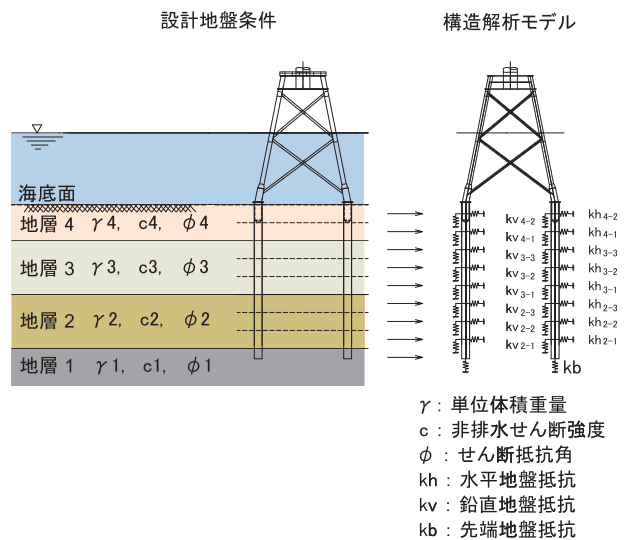 設計地盤条件
構造解析モデル
海底面
地層 4 γ4, c4, φ4
地層 3 γ3, c3, φ3
地層 2 γ2, c2, φ2
地層 1 γ1, c1, φ1
kv4-2
kv4-1
kv3-3
kv3-2
kv3-1
kv2-3
kv2-2
kv2-1
kh4-2
kh4-1
kh3-3
kh3-2
kh3-1
kh2-3
kh2-2
kh2-1
kb
γ：単位体積重量
c：非排水せん断強度
φ：せん断抵抗角
kh：水平地盤抵抗
kv：鉛直地盤抵抗
kb：先端地盤抵抗